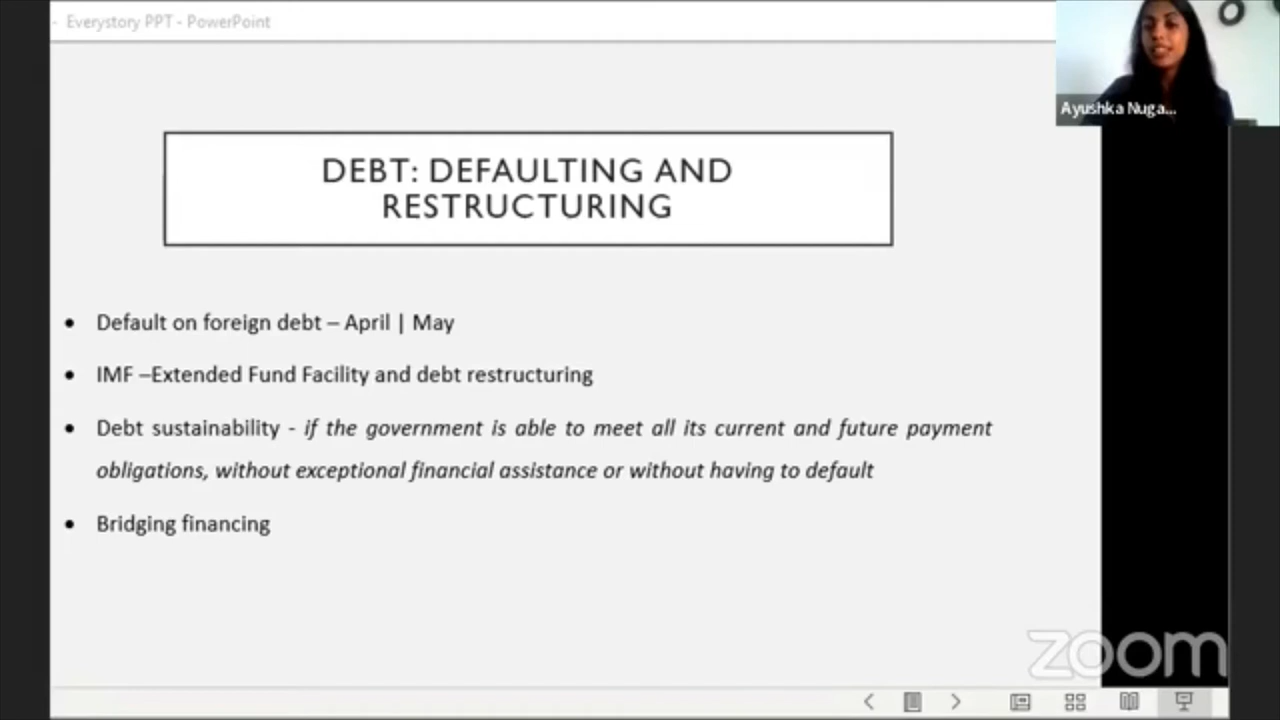 - Everystory PPT - PowerPoint
Ayushka Nuga...
DEBT: DEFAULTING AND
RESTRUCTURING
• Default on foreign debt – April | May
• IMF –Extended Fund Facility and debt restructuring
• Debt sustainability - if the government is able to meet all its current and future payment
obligations, without exceptional financial assistance or without having to default
• Bridging financing
zoom